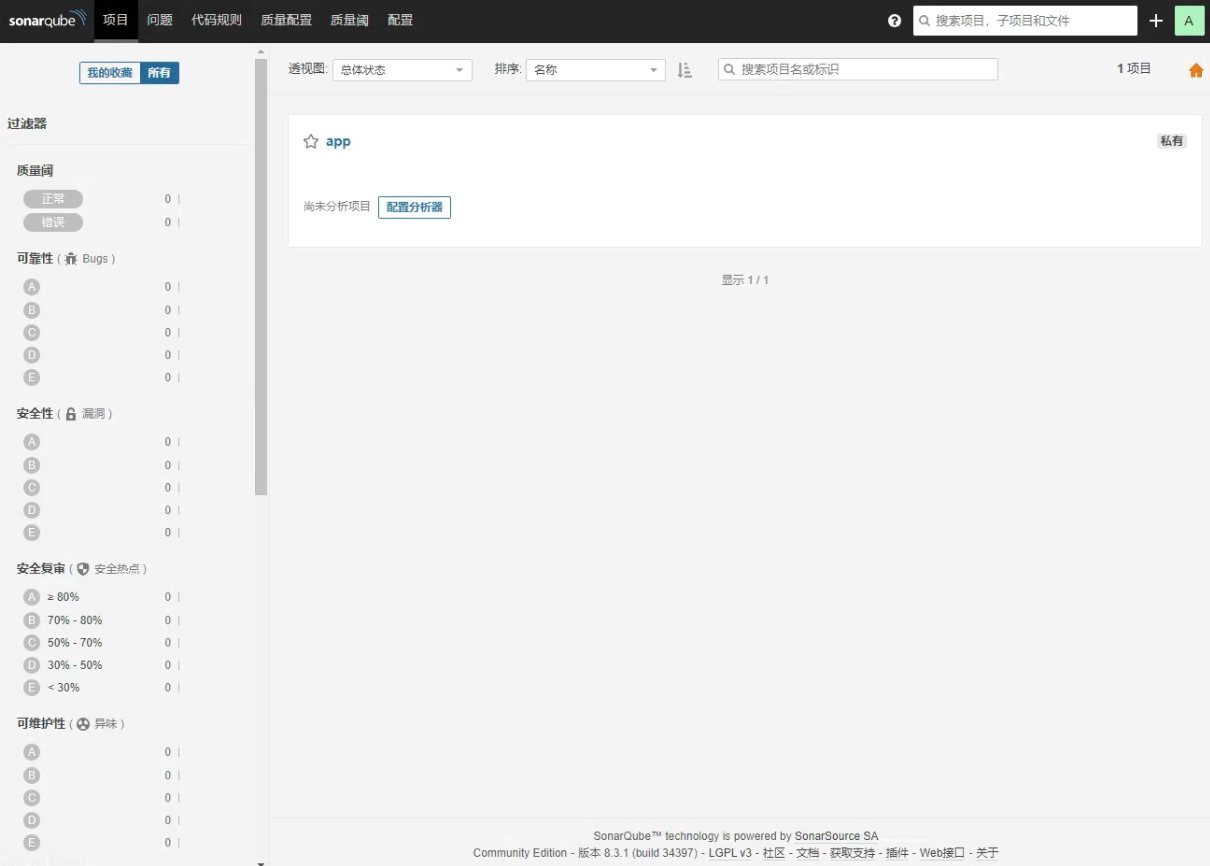 sonarqube 项目 问题 代码规则 质量配置 质量阈 配置 搜索项目，子项目和文件 A
我的收藏 所有
过滤器
质量阈
正常 0
错误 0
可靠性 ( Bugs )
A 0
B 0
C 0
D 0
E 0
安全性 ( 漏洞 )
A 0
B 0
C 0
D 0
E 0
安全复审 ( 安全热点 )
A ≥ 80% 0
B 70% - 80% 0
C 50% - 70% 0
D 30% - 50% 0
E < 30% 0
可维护性 ( 异味 )
A 0
B 0
C 0
D 0
E 0
透视图: 总体状态 排序: 名称 搜索项目名或标识 1 项目
app 私有
尚未分析项目 配置分析器
显示 1 / 1
SonarQube™ technology is powered by SonarSource SA
Community Edition - 版本 8.3.1 (build 34397) - LGPL v3 - 社区 - 文档 - 获取支持 - 插件 - Web接口 - 关于